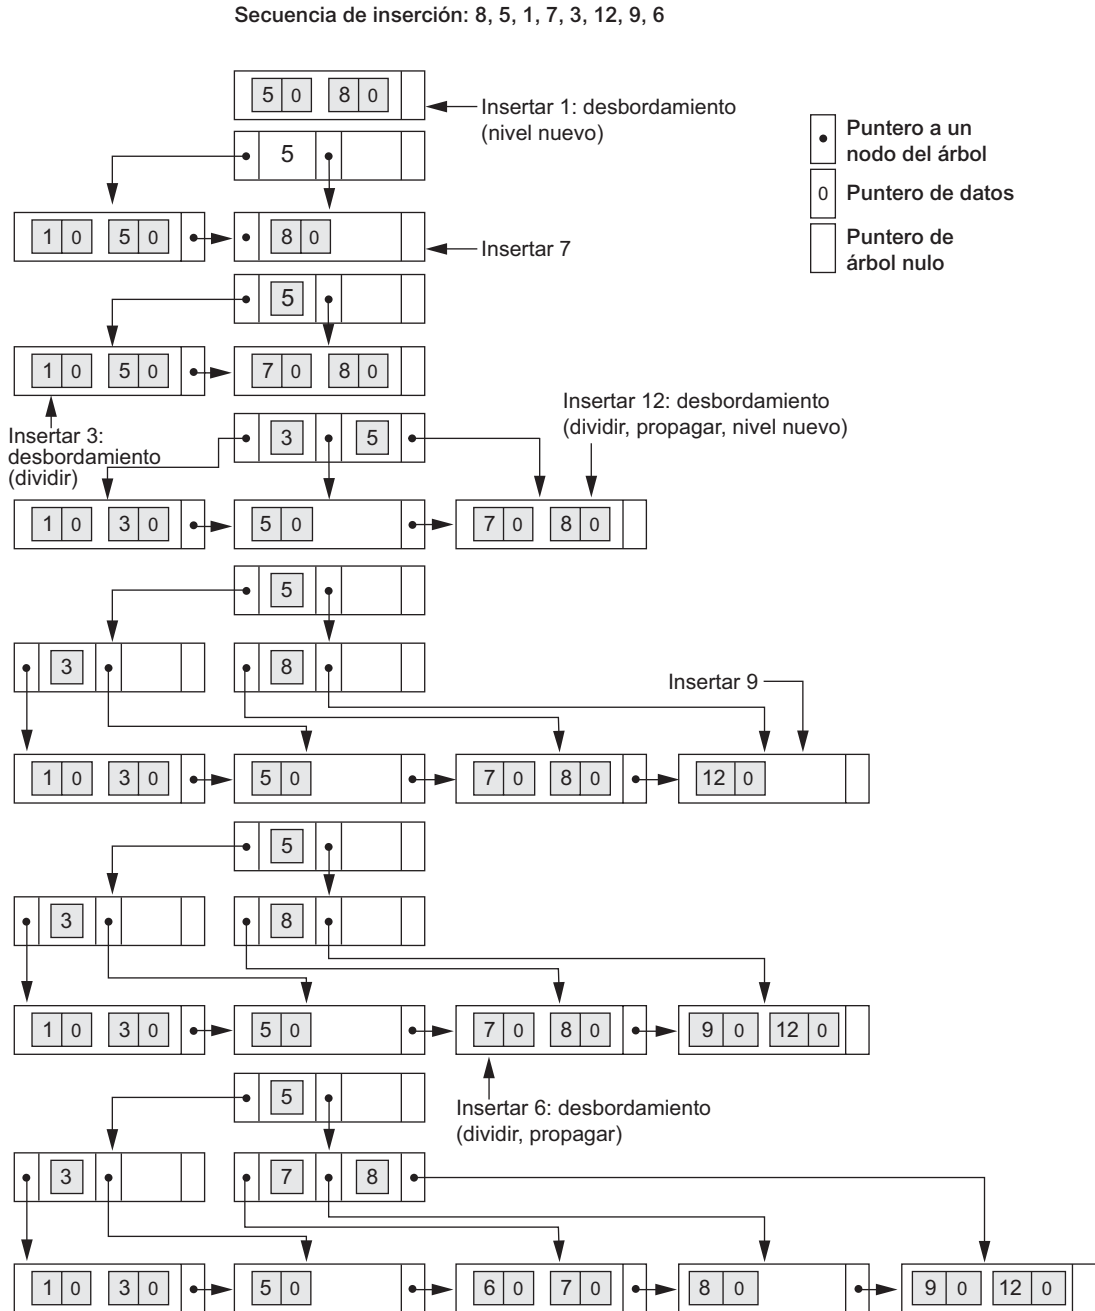 Secuencia de inserción: 8, 5, 1, 7, 3, 12, 9, 6
5 0 8 0
Insertar 1: desbordamiento
(nivel nuevo)
Puntero a un
nodo del árbol
0 Puntero de datos
Puntero de
árbol nulo
5
1 0 5 0 8 0
Insertar 7
5
1 0 5 0 7 0 8 0
Insertar 3:
desbordamiento
(dividir)
Insertar 12: desbordamiento
(dividir, propagar, nivel nuevo)
3 5
1 0 3 0 5 0 7 0 8 0
5
3 8
Insertar 9
1 0 3 0 5 0 7 0 8 0 12 0
5
3 8
1 0 3 0 5 0 7 0 8 0 9 0 12 0
Insertar 6: desbordamiento
(dividir, propagar)
5
3 7 8
1 0 3 0 5 0 6 0 7 0 8 0 9 0 12 0